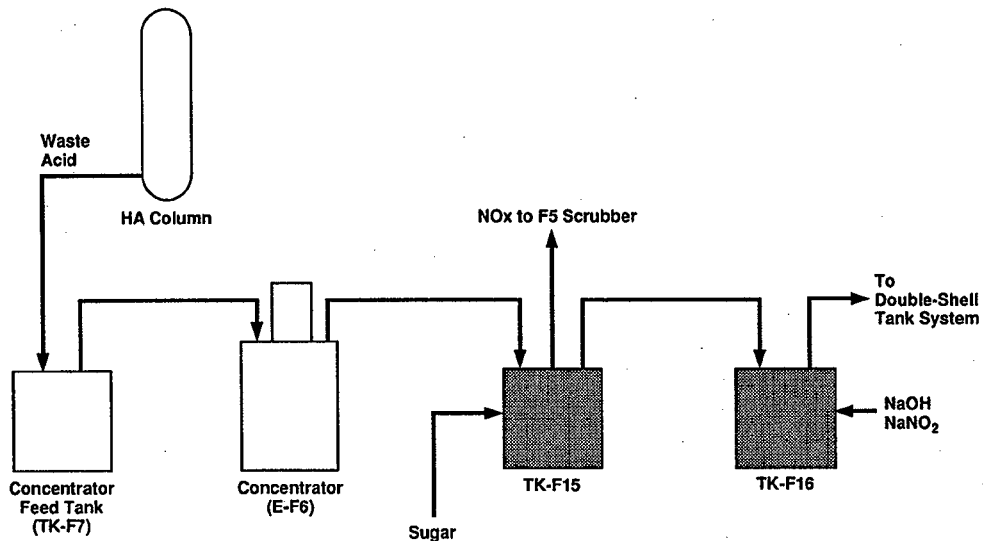 Waste
Acid
HA Column
NOx to F5 Scrubber
To
Double-Shell
Tank System
NaOH
NaNO₂
Concentrator
Feed Tank
(TK-F7)
Concentrator
(E-F6)
TK-F15
TK-F16
Sugar